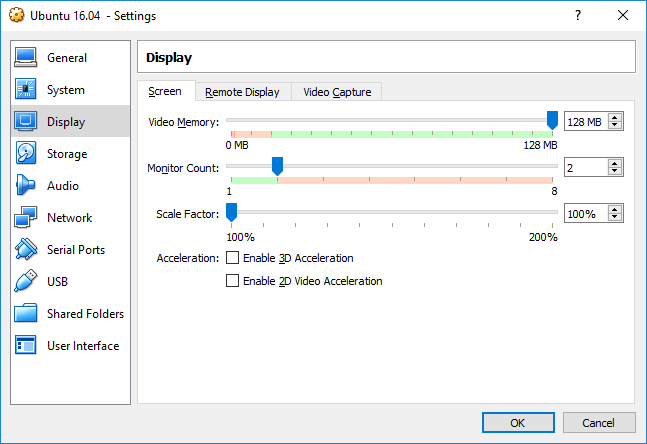 Ubuntu 16.04 - Settings
General
System
Display
Storage
Audio
Network
Serial Ports
USB
Shared Folders
User Interface
Display
Screen Remote Display Video Capture
Video Memory: 128 MB
0 MB 128 MB
Monitor Count: 2
1 8
Scale Factor: 100%
100% 200%
Acceleration: Enable 3D Acceleration
Enable 2D Video Acceleration
OK Cancel